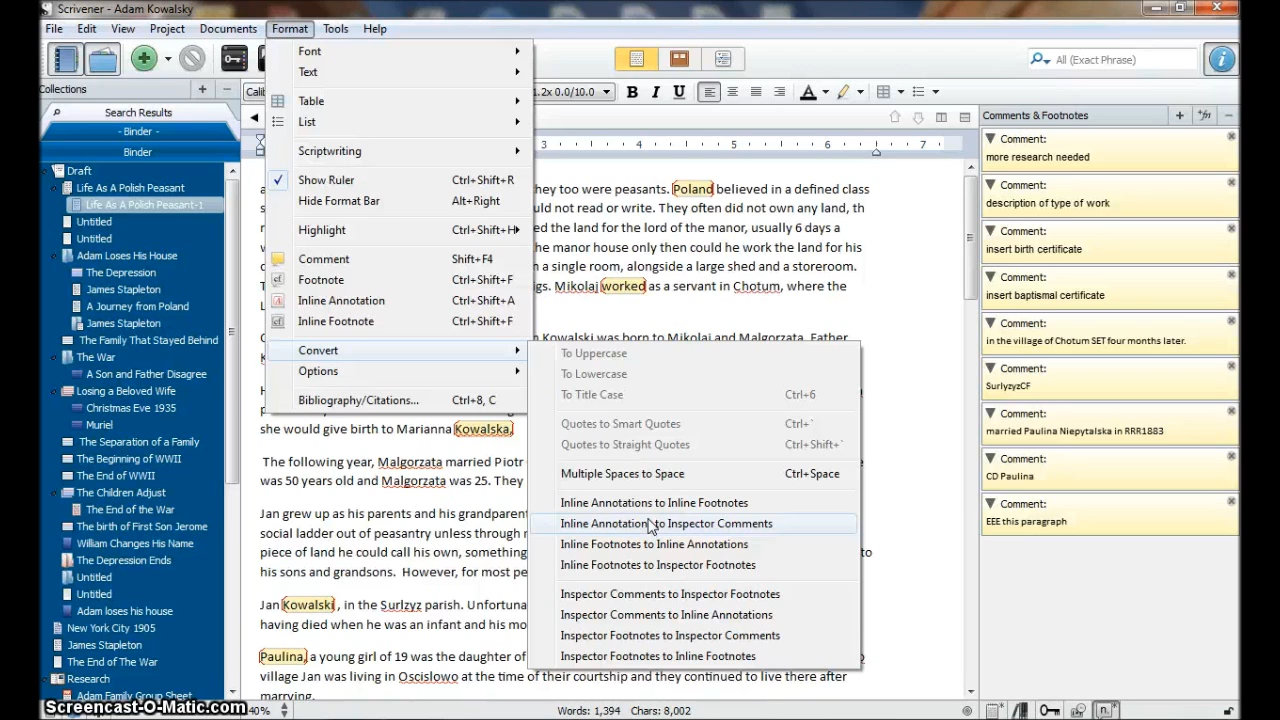 Scrivener - Adam Kowalsky
File Edit View Project Documents Format Tools Help
All (Exact Phrase)
Collections
Search Results
- Binder -
Binder
Draft
Life As A Polish Peasant
Life As A Polish Peasant-1
Untitled
Untitled
Adam Loses His House
The Depression
James Stapleton
A Journey from Poland
James Stapleton
The Family That Stayed Behind
The War
A Son and Father Disagree
Losing a Beloved Wife
Christmas Eve 1935
Muriel
The Separation of a Family
The Beginning of WWII
The End of WWII
The Children Adjust
The End of the War
The birth of First Son Jerome
William Changes His Name
The Depression Ends
Untitled
Untitled
Adam loses his house
New York City 1905
James Stapleton
The End of the War
Research
Adam Family Group Sheet
Font
Text
Table
List
Scriptwriting
Show Ruler Ctrl+Shift+R
Hide Format Bar Alt+Right
Highlight Ctrl+Shift+H
Comment Shift+F4
Footnote Ctrl+Shift+F
Inline Annotation Ctrl+Shift+A
Inline Footnote Ctrl+Shift+F
Convert
Options
Bibliography/Citations... Ctrl+8, C
To Uppercase
To Lowercase
To Title Case Ctrl+6
Quotes to Smart Quotes Ctrl+`
Quotes to Straight Quotes Ctrl+Shift+`
Multiple Spaces to Space Ctrl+Space
Inline Annotations to Inline Footnotes
Inline Annotation to Inspector Comments
Inline Footnotes to Inline Annotations
Inline Footnotes to Inspector Footnotes
Inspector Comments to Inspector Footnotes
Inspector Comments to Inline Annotations
Inspector Footnotes to Inspector Comments
Inspector Footnotes to Inline Footnotes
Calib 1.2x 0.0/10.0 B I U A
3 4 5 6 7
hey too were peasants. Poland believed in a defined class
uld not read or write. They often did not own any land, th
ed the land for the lord of the manor, usually 6 days a
he manor house only then could he work the land for his
n a single room, alongside a large shed and a storeroom.
ngs. Mikolaj worked as a servant in Chotum, where the
n Kowalski was born to Mikolaj and Malgorzata. Father
she would give birth to Marianna Kowalska,
The following year, Malgorzata married Piotr
was 50 years old and Malgorzata was 25. They
Jan grew up as his parents and his grandparen
social ladder out of peasantry unless through r
piece of land he could call his own, something to
his sons and grandsons. However, for most pe
Jan Kowalski , in the Surlzyz parish. Unfortuna
having died when he was an infant and his mo
Paulina, a young girl of 19 was the daughter of
village Jan was living in Oscislowo at the time of their courtship and they continued to live there after
marrying.
Comments & Footnotes
Comment:
more research needed
Comment:
description of type of work
Comment:
insert birth certificate
Comment:
insert baptismal certificate
Comment:
in the village of Chotum SET four months later.
Comment:
SurlyzyzCF
Comment:
married Paulina Niepytalska in RRR1883
Comment:
CD Paulina
Comment:
EEE this paragraph
40% Words: 1,394 Chars: 8,002
Screencast-O-Matic.com